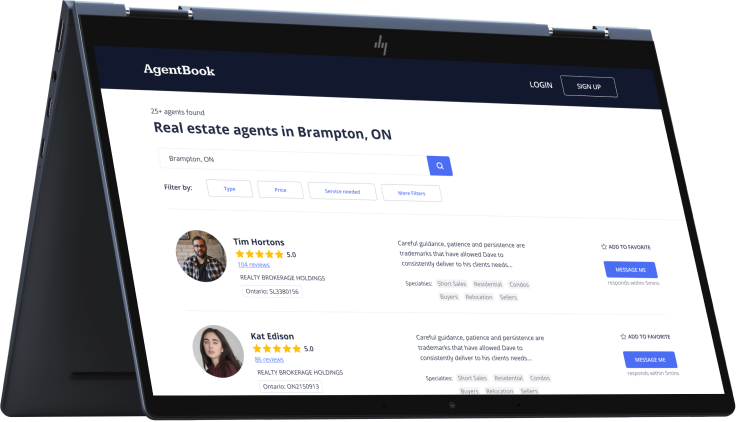 hp
AgentBook
LOGIN
SIGN UP
25+ agents found
Real estate agents in Brampton, ON
Brampton, ON
Filter by:
Type
Price
Service needed
More Filters
Tim Hortons
5.0
104 reviews
REALTY BROKERAGE HOLDINGS
Ontario: SL3380156
Careful guidance, patience and persistence are
trademarks that have allowed Dave to
consistently deliver to his clients needs...
Specialties: Short Sales Residential Condos
Buyers Relocation Sellers
ADD TO FAVORITE
MESSAGE ME
responds within 5mins
Kat Edison
5.0
86 reviews
REALTY BROKERAGE HOLDINGS
Ontario: ON2150913
Careful guidance, patience and persistence are
trademarks that have allowed Dave to
consistently deliver to his clients needs...
Specialties: Short Sales Residential Condos
Buyers Relocation Sellers
ADD TO FAVORITE
MESSAGE ME
responds within 5mins